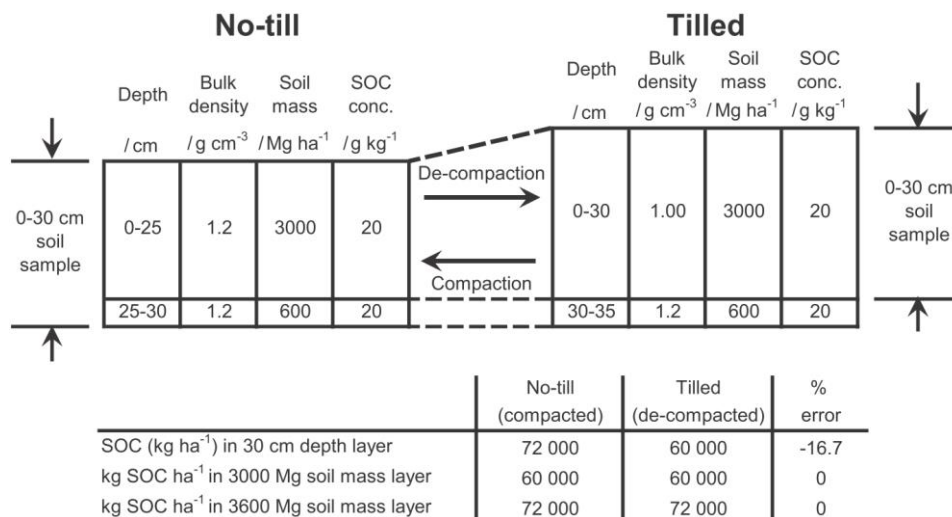 No-till
Tilled
Depth
/ cm
Bulk
density
/ g cm⁻³
Soil
mass
/ Mg ha⁻¹
SOC
conc.
/ g kg⁻¹
Depth
/ cm
Bulk
density
/ g cm⁻³
Soil
mass
/ Mg ha⁻¹
SOC
conc.
/ g kg⁻¹
0-30 cm
soil
sample
0-25 1.2 3000 20
25-30 1.2 600 20
De-compaction
Compaction
0-30 1.00 3000 20
30-35 1.2 600 20
0-30 cm
soil
sample
No-till
(compacted)
Tilled
(de-compacted)
%
error
SOC (kg ha⁻¹) in 30 cm depth layer 72 000 60 000 -16.7
kg SOC ha⁻¹ in 3000 Mg soil mass layer 60 000 60 000 0
kg SOC ha⁻¹ in 3600 Mg soil mass layer 72 000 72 000 0